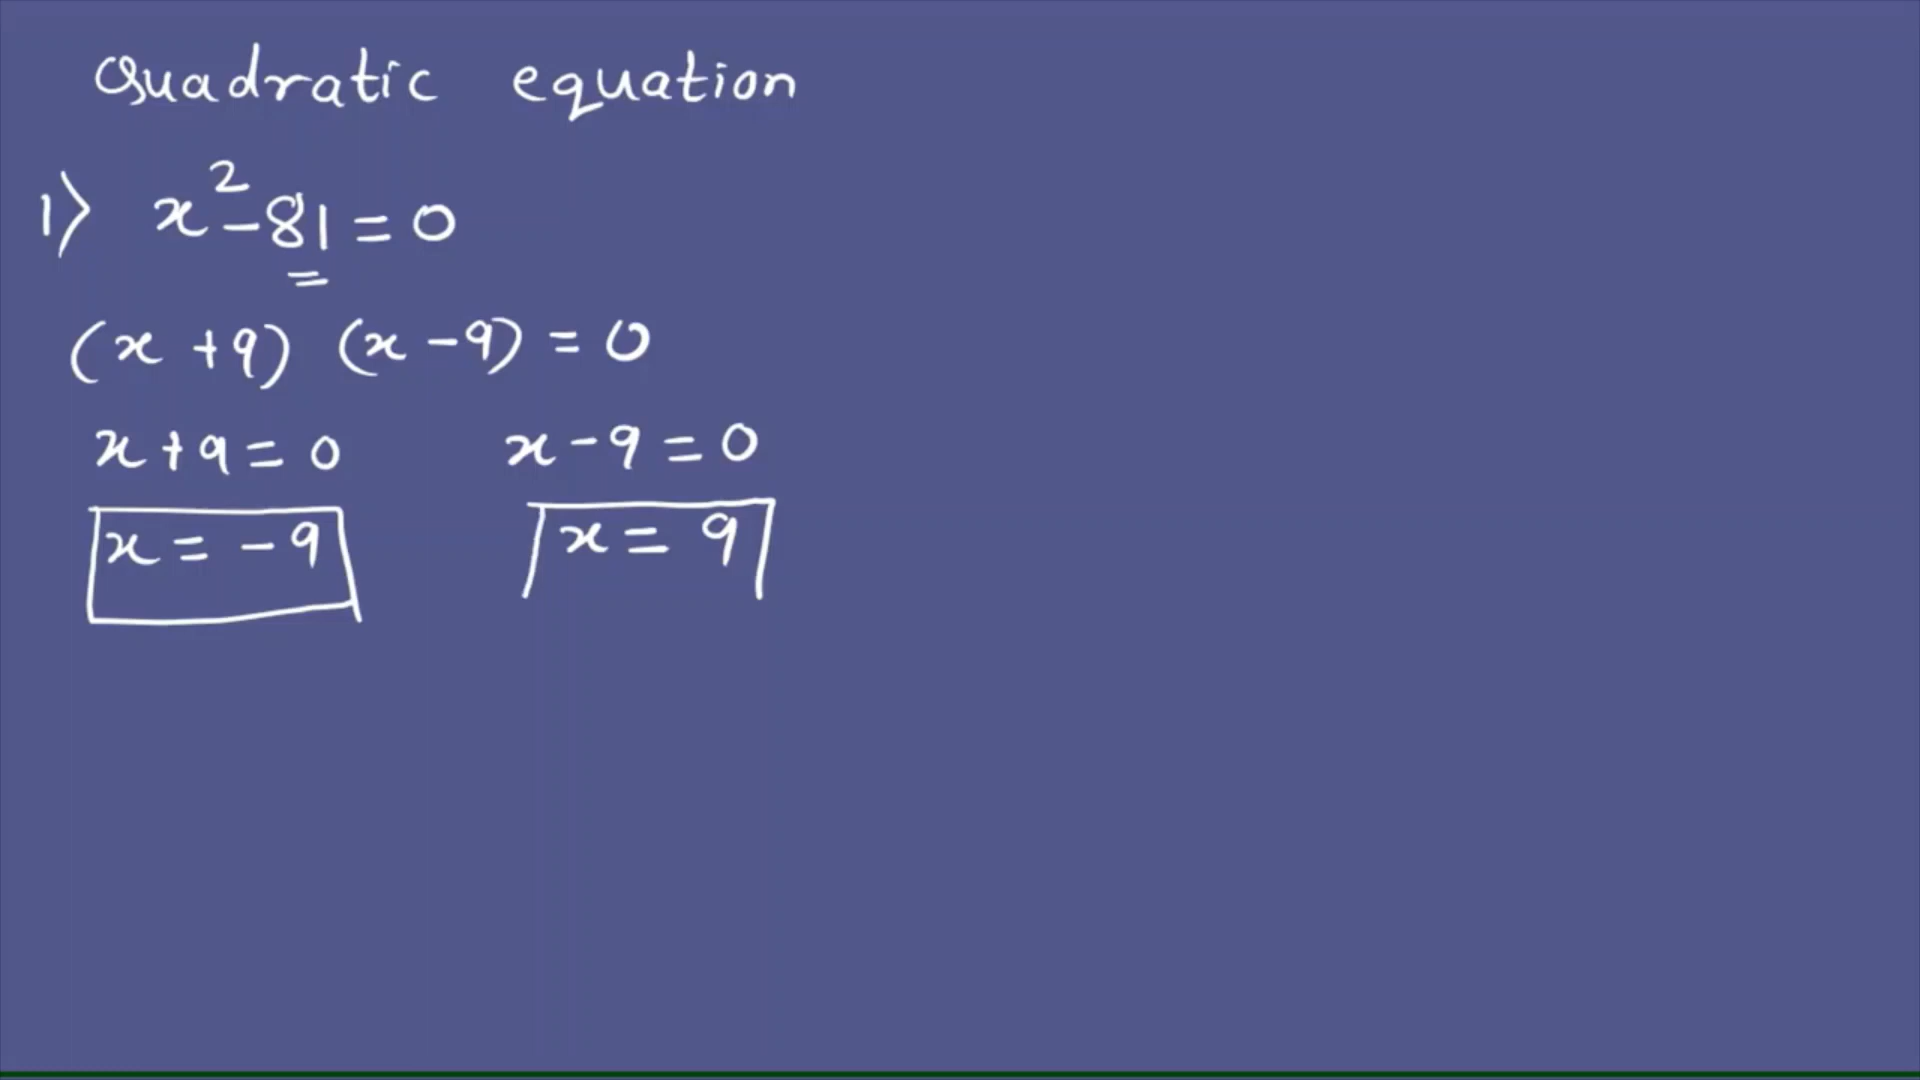 Quadratic equation
1) x²-81=0
(x+9) (x-9)=0
x+9=0 x-9=0
x=-9 x=9